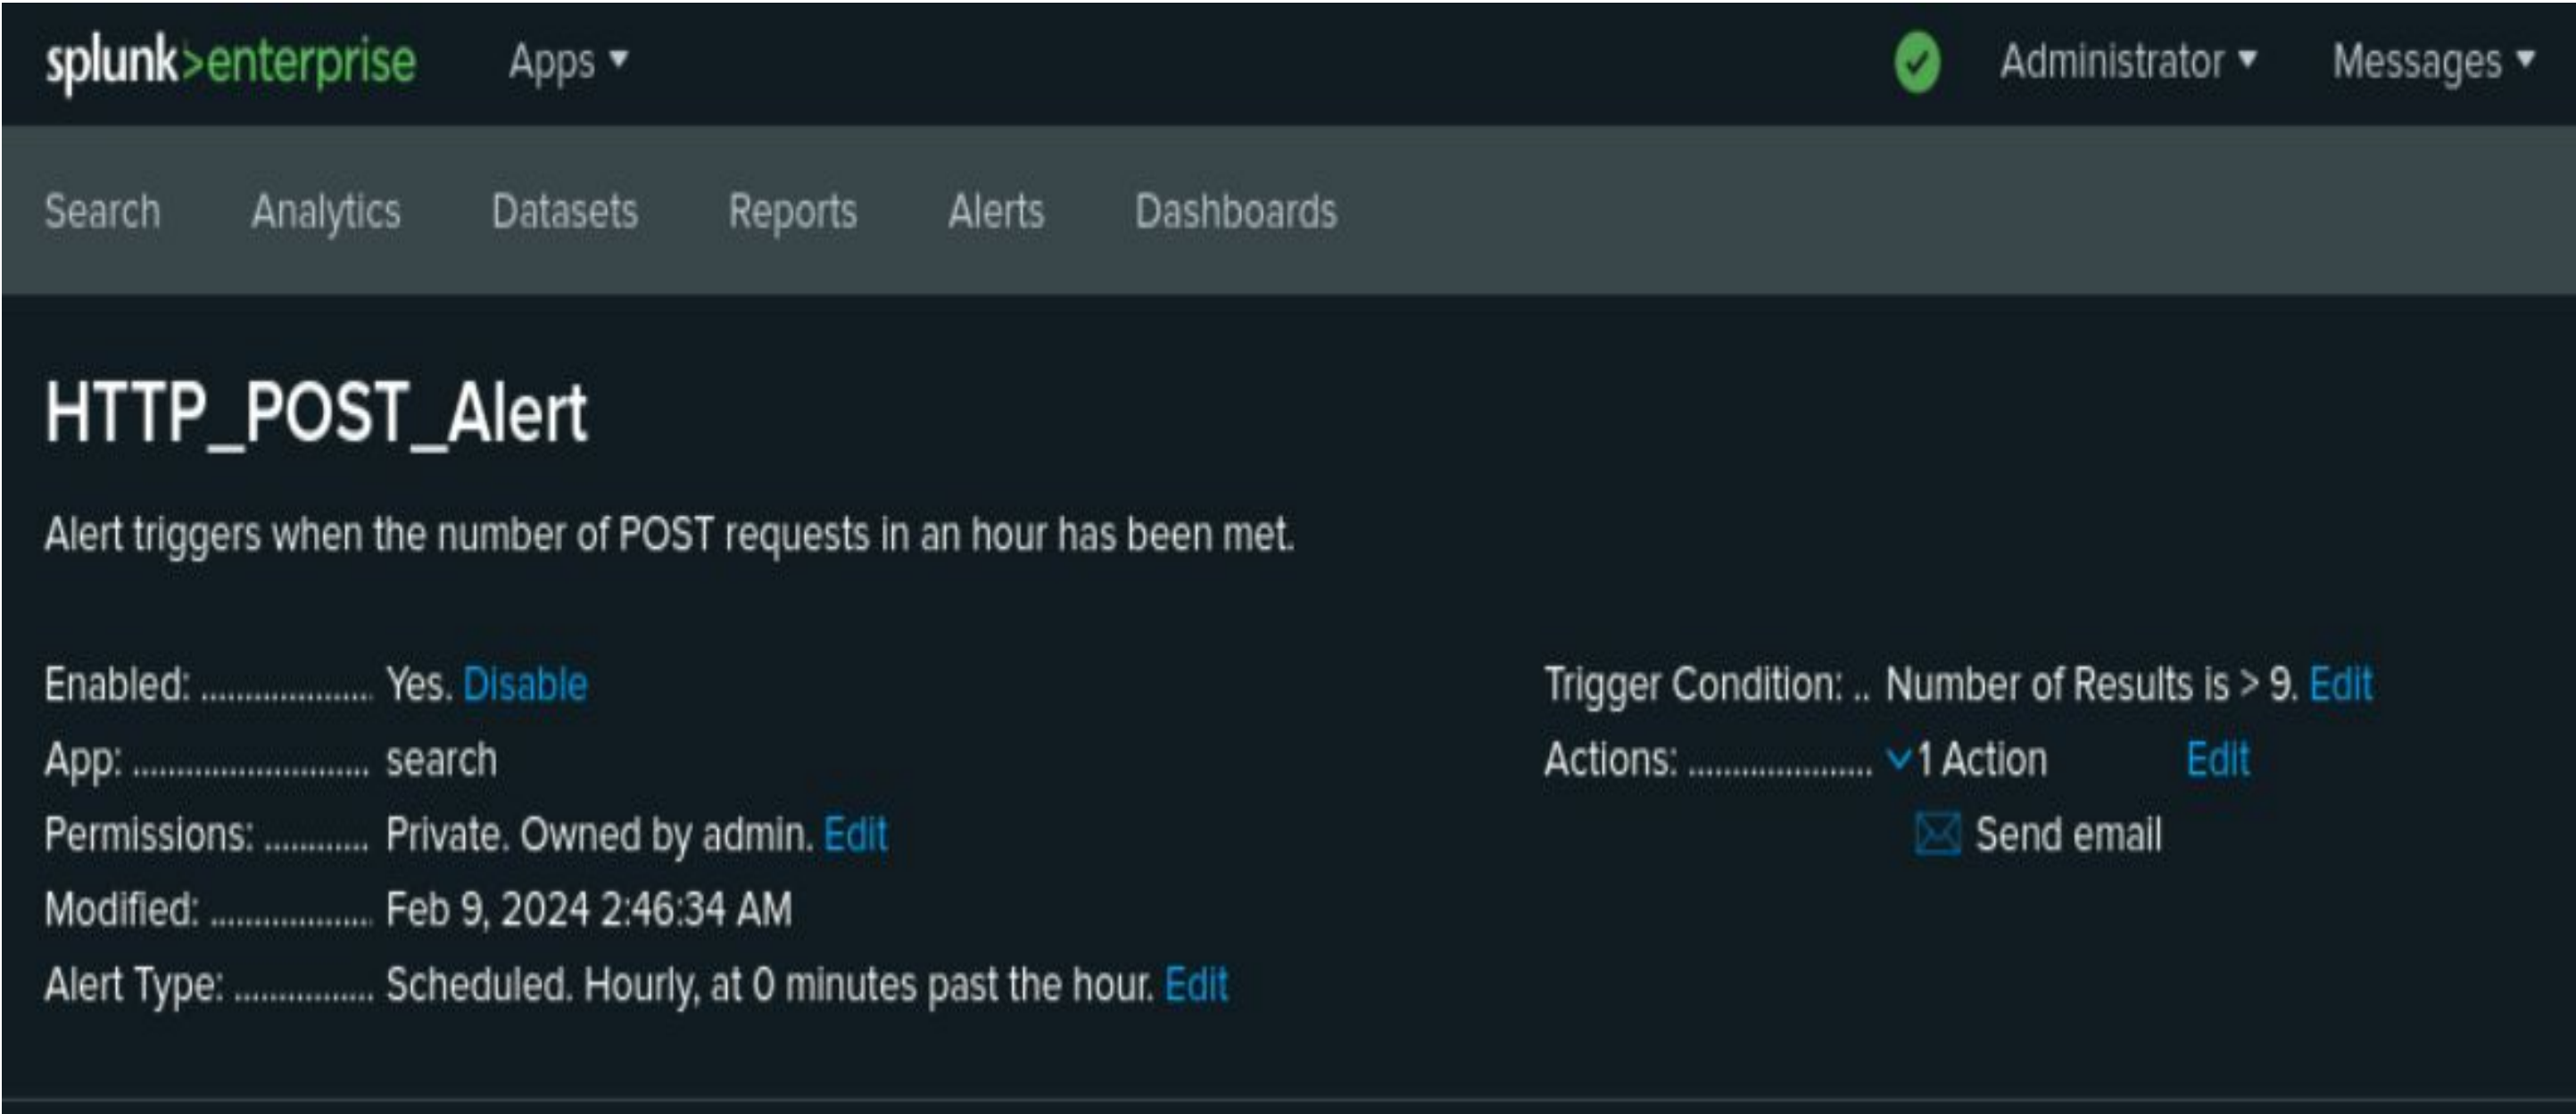 splunk>enterprise Apps ▼ Administrator ▼ Messages ▼
Search Analytics Datasets Reports Alerts Dashboards
HTTP_POST_Alert
Alert triggers when the number of POST requests in an hour has been met.
Enabled: .................... Yes. Disable
App: ........................... search
Permissions: ............ Private. Owned by admin. Edit
Modified: ................... Feb 9, 2024 2:46:34 AM
Alert Type: ................ Scheduled. Hourly, at 0 minutes past the hour. Edit
Trigger Condition: .. Number of Results is > 9. Edit
Actions: ..................... 1 Action Edit
Send email